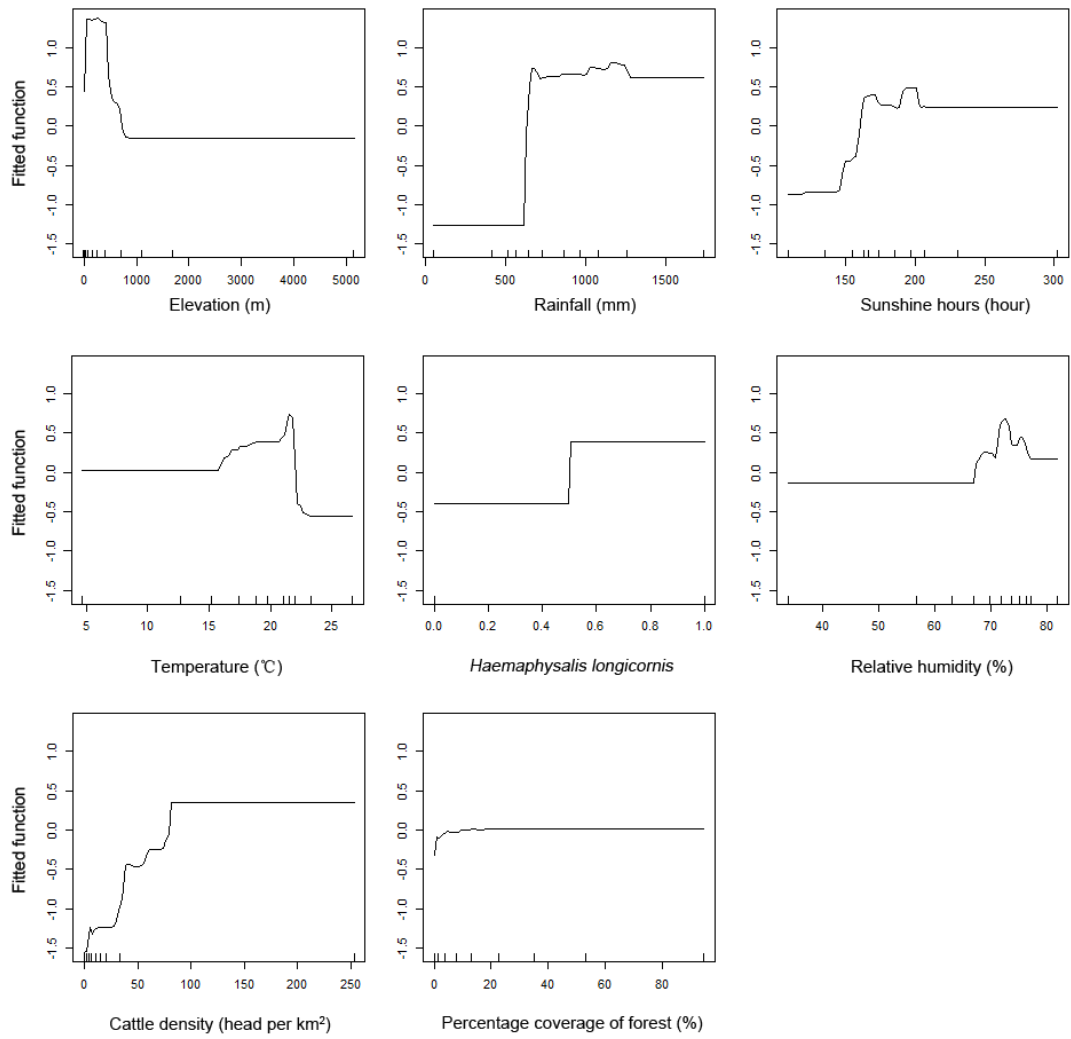 Fitted function
-1.5 -1.0 -0.5 0.0 0.5 1.0
0 1000 2000 3000 4000 5000
Elevation (m)
-1.5 -1.0 -0.5 0.0 0.5 1.0
0 500 1000 1500
Rainfall (mm)
-1.5 -1.0 -0.5 0.0 0.5 1.0
150 200 250 300
Sunshine hours (hour)
Fitted function
-1.5 -1.0 -0.5 0.0 0.5 1.0
5 10 15 20 25
Temperature (℃)
-1.5 -1.0 -0.5 0.0 0.5 1.0
0.0 0.2 0.4 0.6 0.8 1.0
Haemaphysalis longicornis
-1.5 -1.0 -0.5 0.0 0.5 1.0
40 50 60 70 80
Relative humidity (%)
Fitted function
-1.5 -1.0 -0.5 0.0 0.5 1.0
0 50 100 150 200 250
Cattle density (head per km²)
-1.5 -1.0 -0.5 0.0 0.5 1.0
0 20 40 60 80
Percentage coverage of forest (%)